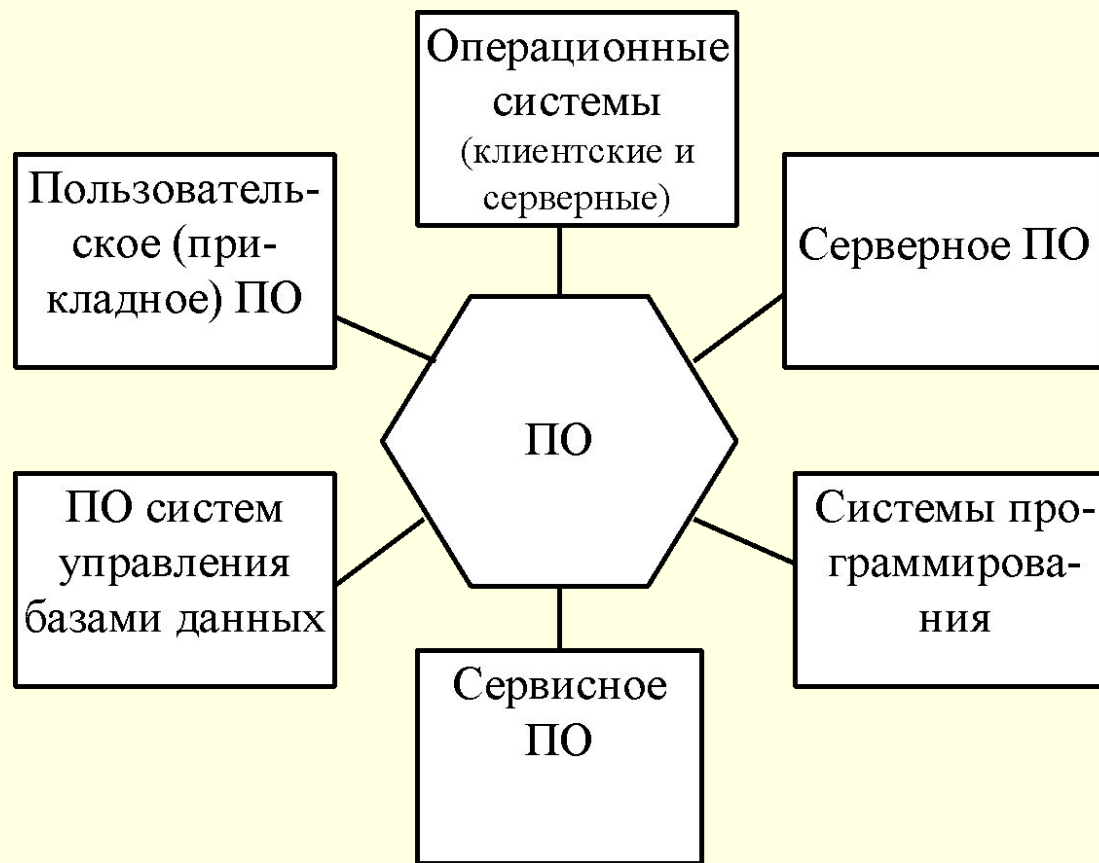 Операционные
системы
(клиентские и
серверные)
Пользователь-
ское (при-
кладное) ПО
Серверное ПО
ПО
ПО систем
управления
базами данных
Системы про-
граммирова-
ния
Сервисное
ПО